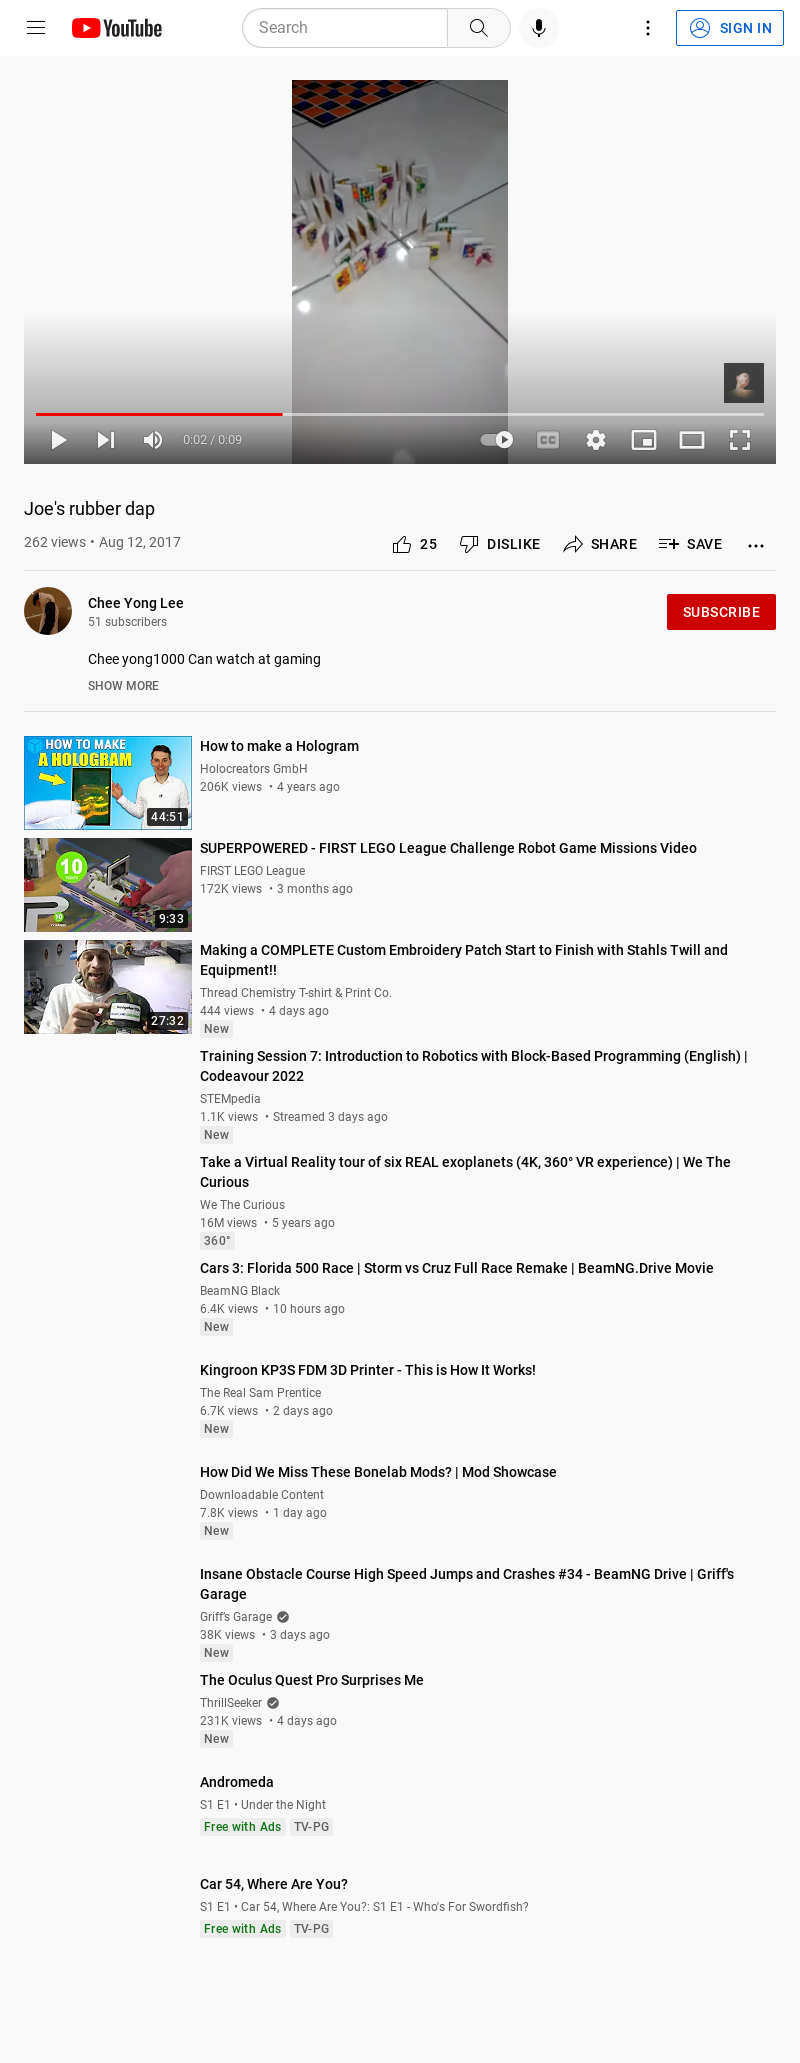 YouTube
Search
SIGN IN
0:02 / 0:09
CC
Joe's rubber dap
262 views • Aug 12, 2017
25
DISLIKE
SHARE
SAVE
Chee Yong Lee
51 subscribers
SUBSCRIBE
Chee yong1000 Can watch at gaming
SHOW MORE
HOW TO MAKE
A HOLOGRAM
44:51
How to make a Hologram
Holocreators GmbH
206K views • 4 years ago
10
10
9:33
SUPERPOWERED - FIRST LEGO League Challenge Robot Game Missions Video
FIRST LEGO League
172K views • 3 months ago
27:32
Making a COMPLETE Custom Embroidery Patch Start to Finish with Stahls Twill and
Equipment!!
Thread Chemistry T-shirt & Print Co.
444 views • 4 days ago
New
Training Session 7: Introduction to Robotics with Block-Based Programming (English) |
Codeavour 2022
STEMpedia
1.1K views • Streamed 3 days ago
New
Take a Virtual Reality tour of six REAL exoplanets (4K, 360° VR experience) | We The
Curious
We The Curious
16M views • 5 years ago
360°
Cars 3: Florida 500 Race | Storm vs Cruz Full Race Remake | BeamNG.Drive Movie
BeamNG Black
6.4K views • 10 hours ago
New
Kingroon KP3S FDM 3D Printer - This is How It Works!
The Real Sam Prentice
6.7K views • 2 days ago
New
How Did We Miss These Bonelab Mods? | Mod Showcase
Downloadable Content
7.8K views • 1 day ago
New
Insane Obstacle Course High Speed Jumps and Crashes #34 - BeamNG Drive | Griff's
Garage
Griff's Garage
38K views • 3 days ago
New
The Oculus Quest Pro Surprises Me
ThrillSeeker
231K views • 4 days ago
New
Andromeda
S1 E1 • Under the Night
Free with Ads TV-PG
Car 54, Where Are You?
S1 E1 • Car 54, Where Are You?: S1 E1 - Who's For Swordfish?
Free with Ads TV-PG